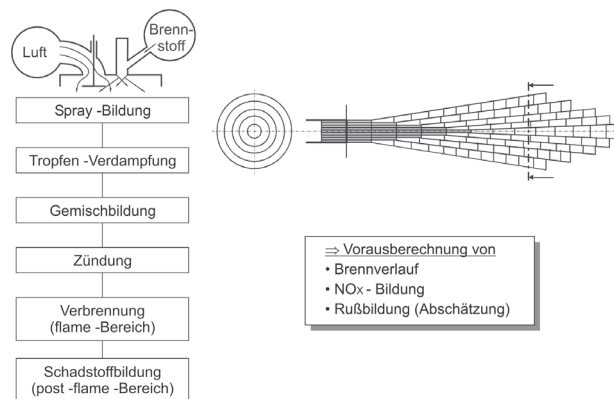 Luft
Brenn-
stoff
Spray -Bildung
Tropfen -Verdampfung
Gemischbildung
Zündung
Verbrennung
(flame -Bereich)
Schadstoffbildung
(post -flame -Bereich)
⇒ Vorausberechnung von
• Brennverlauf
• NOx - Bildung
• Rußbildung (Abschätzung)